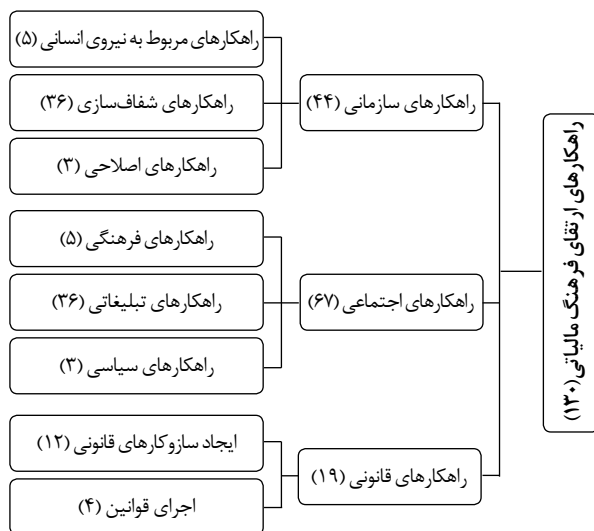 راهکارهای ارتقای فرهنگ مالیاتی(۱۳۰)
راهکارهای سازمانی (۴۴)
راهکارهای مربوط به نیروی انسانی (۵)
راهکارهای شفاف‌سازی (۳۶)
راهکارهای اصلاحی (۳)
راهکارهای اجتماعی (۶۷)
راهکارهای فرهنگی (۵)
راهکارهای تبلیغاتی (۳۶)
راهکارهای سیاسی (۳)
راهکارهای قانونی (۱۹)
ایجاد سازوکارهای قانونی (۱۲)
اجرای قوانین (۴)